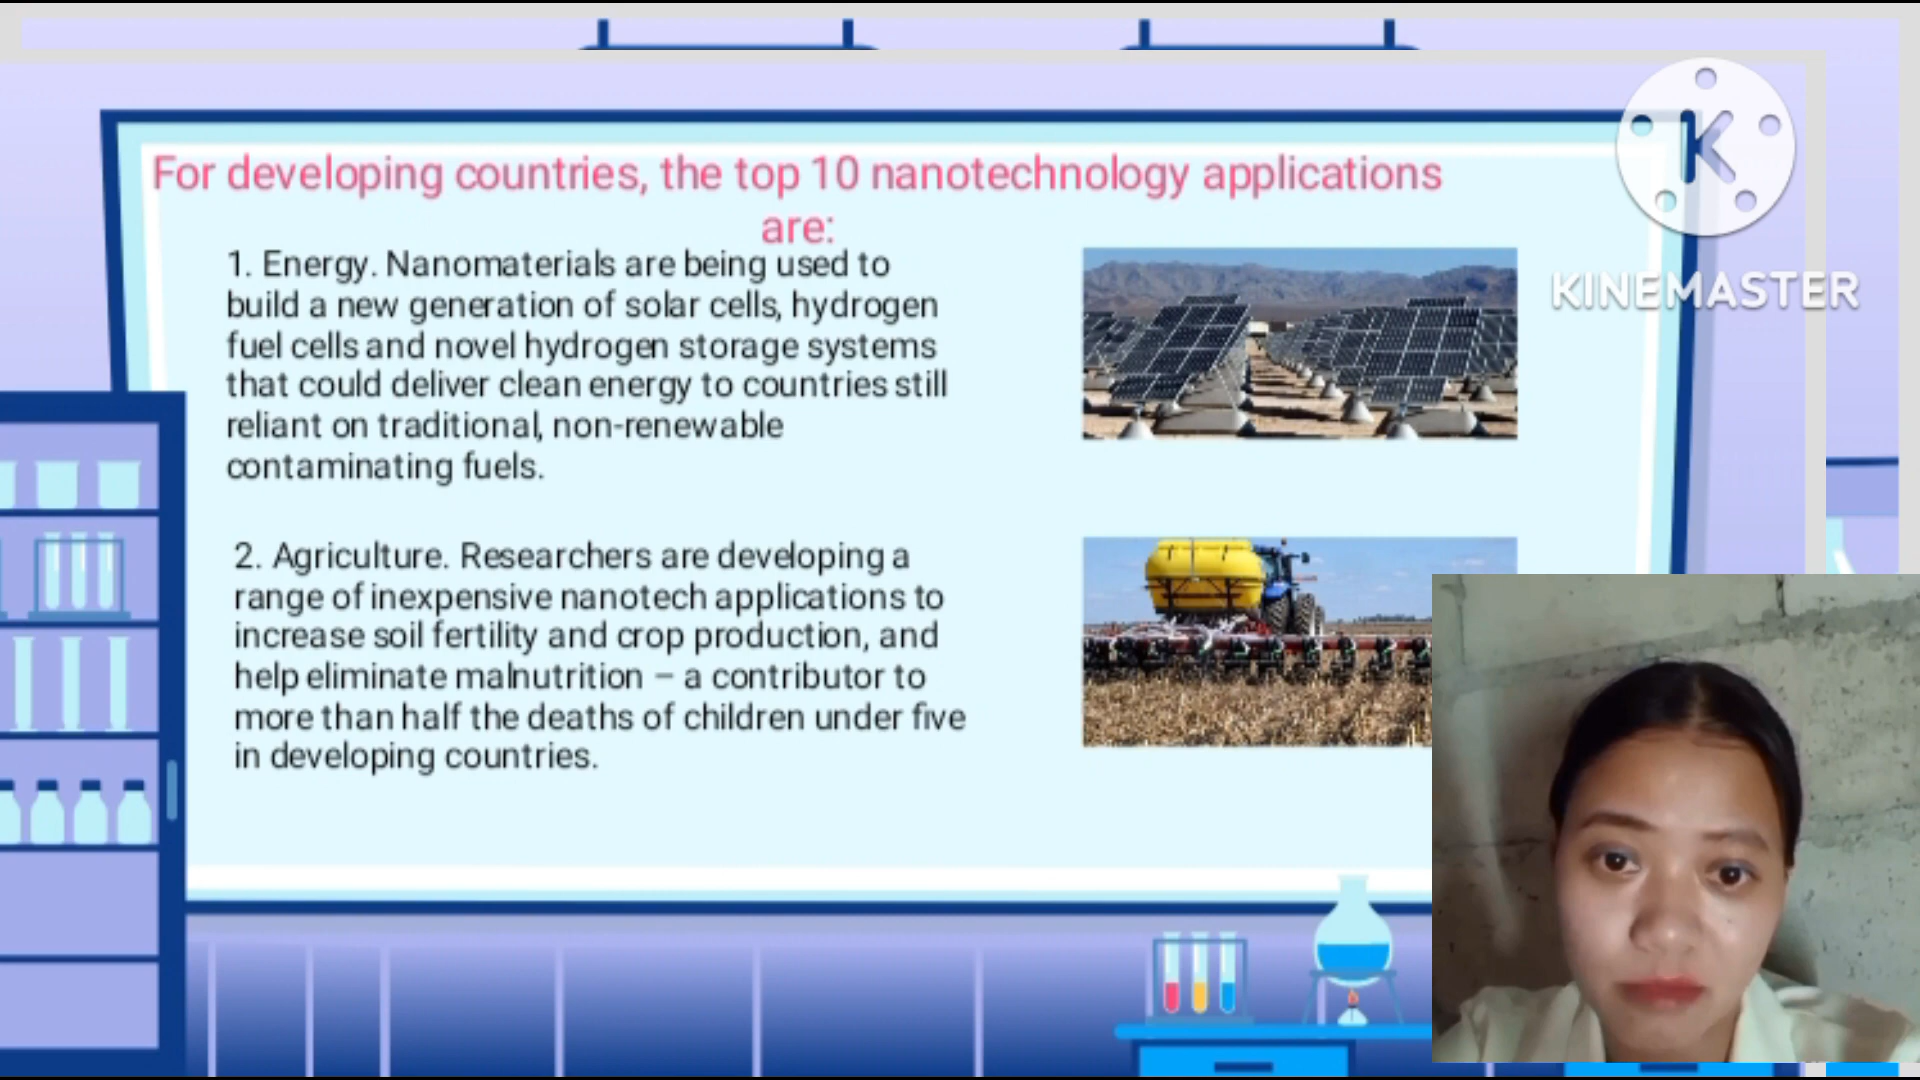 For developing countries, the top 10 nanotechnology applications
are:
1. Energy. Nanomaterials are being used to
build a new generation of solar cells, hydrogen
fuel cells and novel hydrogen storage systems
that could deliver clean energy to countries still
reliant on traditional, non-renewable
contaminating fuels.
2. Agriculture. Researchers are developing a
range of inexpensive nanotech applications to
increase soil fertility and crop production, and
help eliminate malnutrition – a contributor to
more than half the deaths of children under five
in developing countries.
K
KINEMASTER